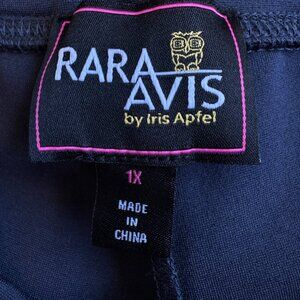 RARA
AVIS
by Iris Apfel
1X
MADE
IN
CHINA